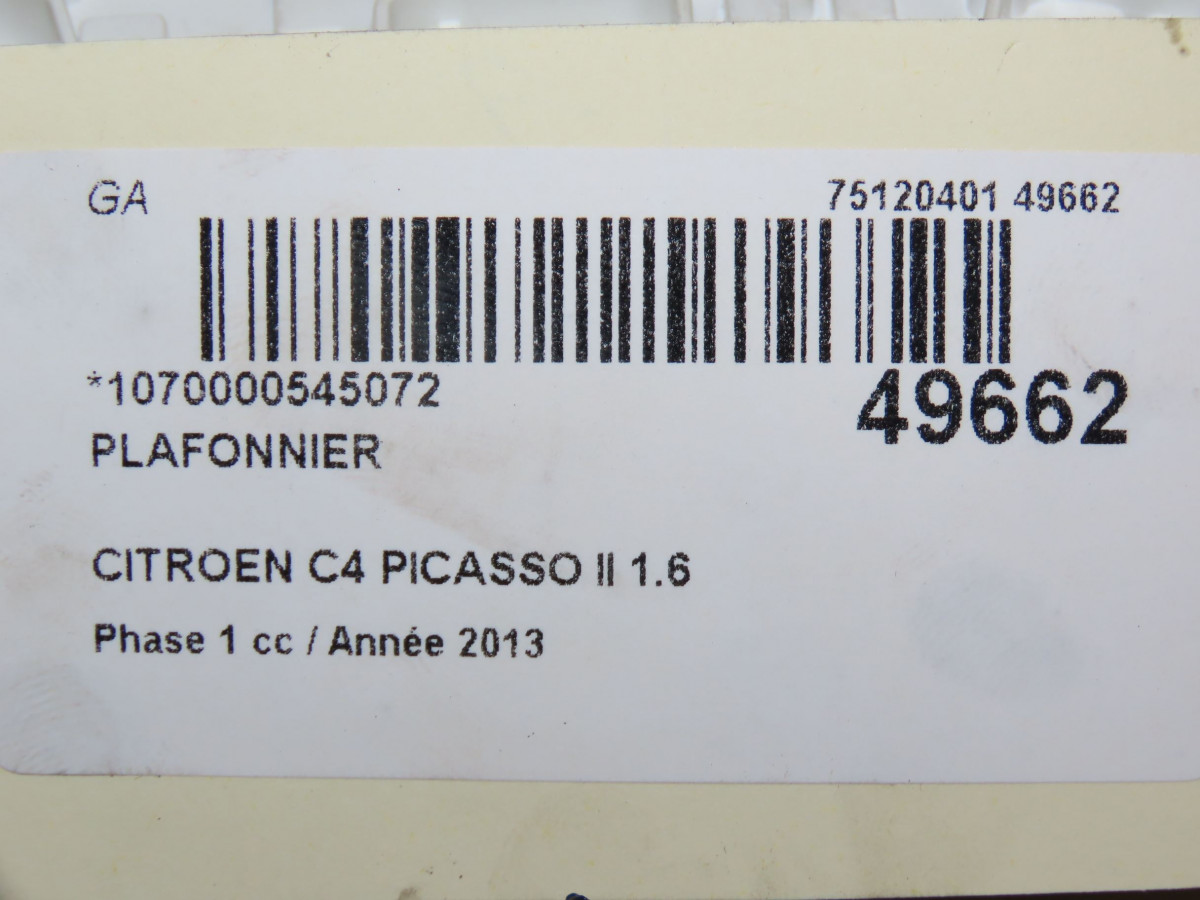 GA 75120401 49662
*1070000545072 49662
PLAFONNIER
CITROEN C4 PICASSO II 1.6
Phase 1 cc / Année 2013